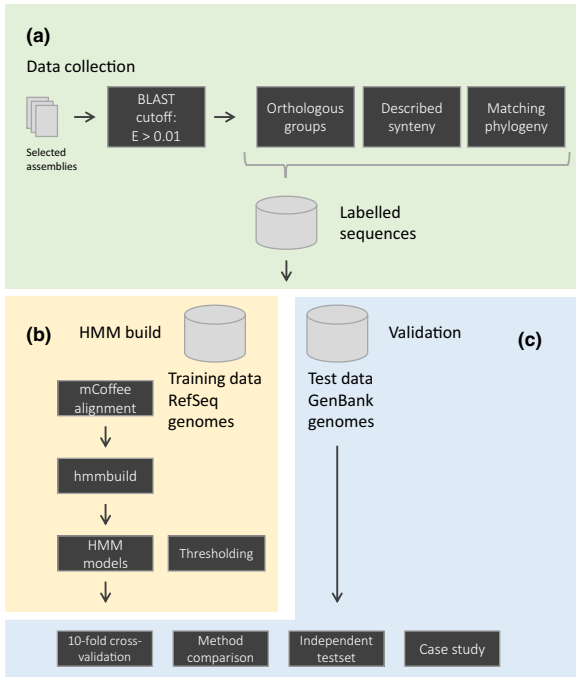 (a)
Data collection
Selected
assemblies
BLAST
cutoff:
E > 0.01
Orthologous
groups
Described
synteny
Matching
phylogeny
Labelled
sequences
(b)
HMM build
Training data
RefSeq
genomes
mCoffee
alignment
hmmbuild
HMM
models
Thresholding
Validation
(c)
Test data
GenBank
genomes
10-fold cross-
validation
Method
comparison
Independent
testset
Case study